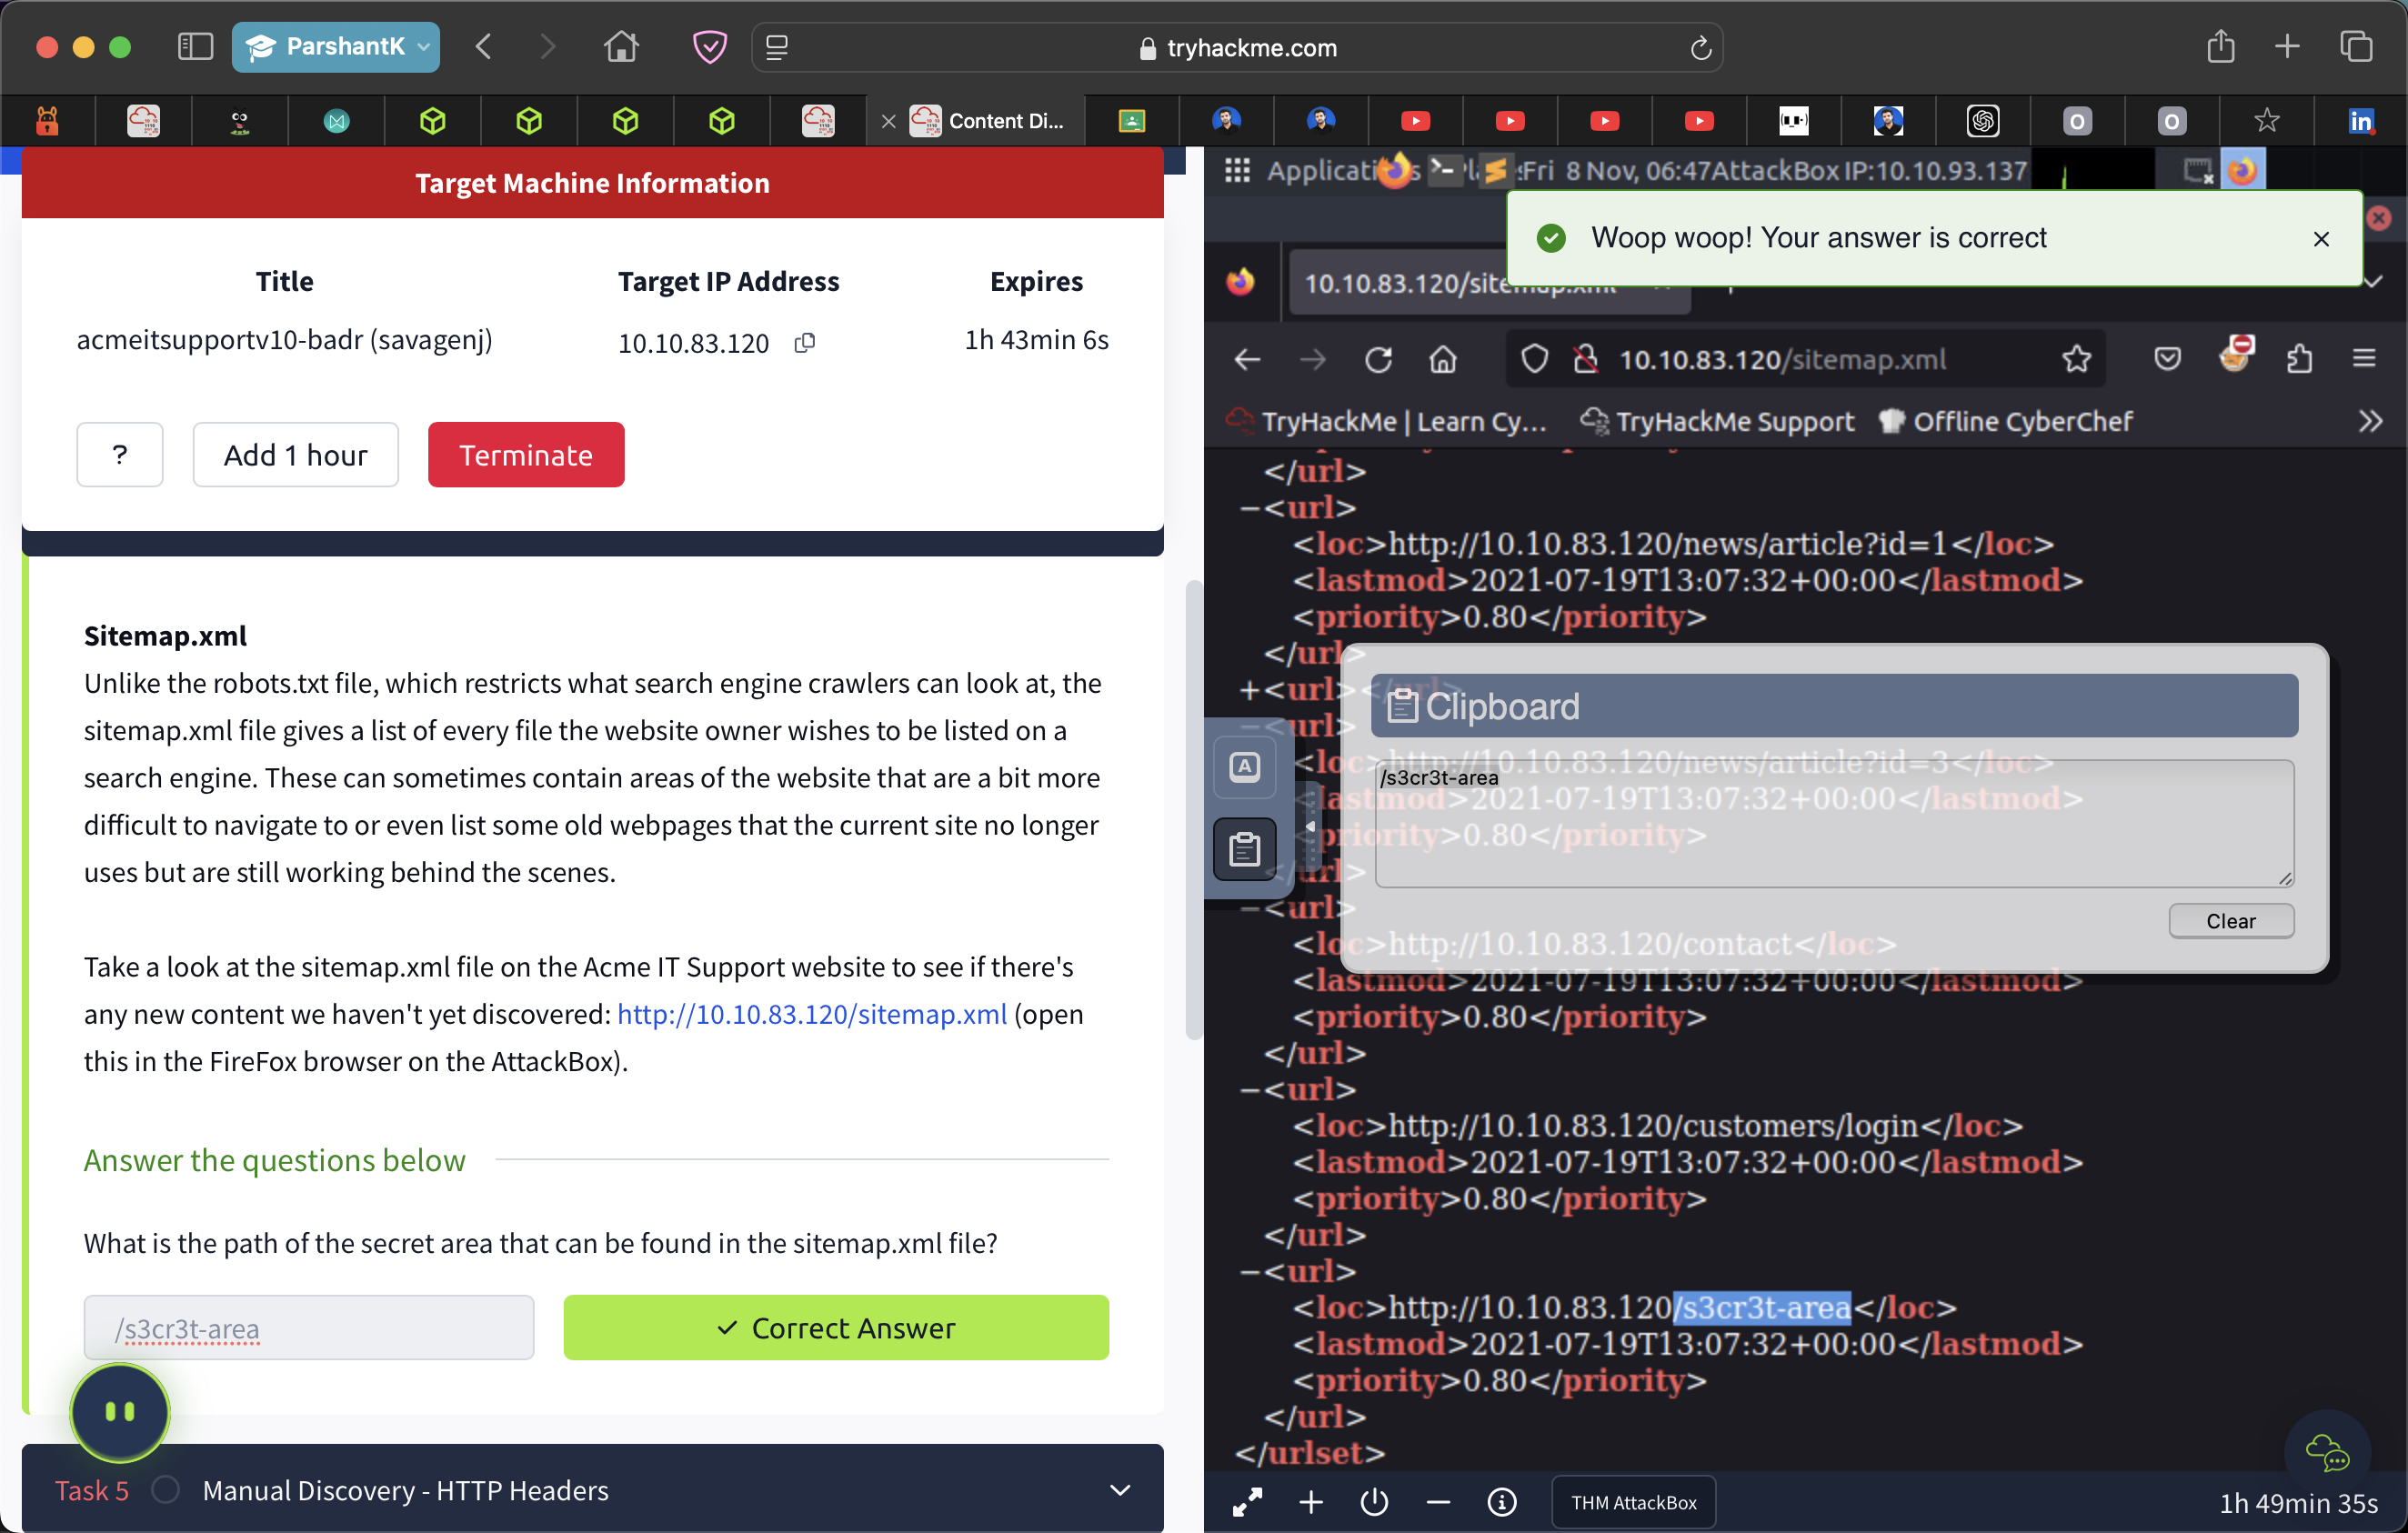 ParshantK
tryhackme.com
Content Di...
Target Machine Information
Title
Target IP Address
Expires
acmeitsupportv10-badr (savagenj)
10.10.83.120
1h 43min 6s
?
Add 1 hour
Terminate
Sitemap.xml
Unlike the robots.txt file, which restricts what search engine crawlers can look at, the
sitemap.xml file gives a list of every file the website owner wishes to be listed on a
search engine. These can sometimes contain areas of the website that are a bit more
difficult to navigate to or even list some old webpages that the current site no longer
uses but are still working behind the scenes.
Take a look at the sitemap.xml file on the Acme IT Support website to see if there's
any new content we haven't yet discovered: http://10.10.83.120/sitemap.xml (open
this in the FireFox browser on the AttackBox).
Answer the questions below
What is the path of the secret area that can be found in the sitemap.xml file?
/s3cr3t-area
Correct Answer
Task 5
Manual Discovery - HTTP Headers
Fri 8 Nov, 06:47
AttackBox IP:10.10.93.137
Woop woop! Your answer is correct
10.10.83.120/sitemap.xml
10.10.83.120/sitemap.xml
TryHackMe | Learn Cy...
TryHackMe Support
Offline CyberChef
</url>
−<url>
<loc>http://10.10.83.120/news/article?id=1</loc>
<lastmod>2021-07-19T13:07:32+00:00</lastmod>
<priority>0.80</priority>
</url>
+<url></url>
−<url>
Clipboard
<loc>http://10.10.83.120/news/article?id=3</loc>
/s3cr3t-area
<lastmod>2021-07-19T13:07:32+00:00</lastmod>
<priority>0.80</priority>
</url>
−<url>
Clear
<loc>http://10.10.83.120/contact</loc>
<lastmod>2021-07-19T13:07:32+00:00</lastmod>
<priority>0.80</priority>
</url>
−<url>
<loc>http://10.10.83.120/customers/login</loc>
<lastmod>2021-07-19T13:07:32+00:00</lastmod>
<priority>0.80</priority>
</url>
−<url>
<loc>http://10.10.83.120/s3cr3t-area</loc>
<lastmod>2021-07-19T13:07:32+00:00</lastmod>
<priority>0.80</priority>
</url>
</urlset>
THM AttackBox
1h 49min 35s